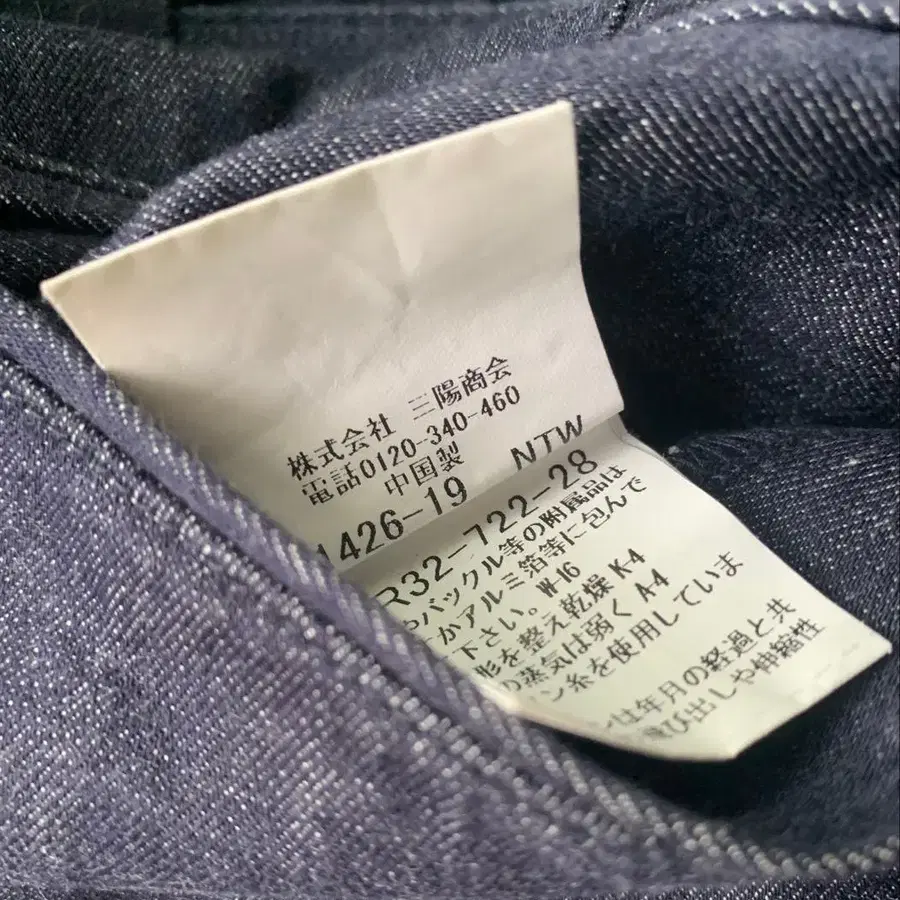 株式会社 三陽商会
電話0120-340-460
中国製
1426-19 NTW
R32-722-28
バックル等の附属品は
かアルミ箔等に包んで
下さい。 W-16
形を整え乾燥 K-4
の蒸気は弱く A-4
ン糸を使用していま
は年月の経過と共
び出しや伸縮性